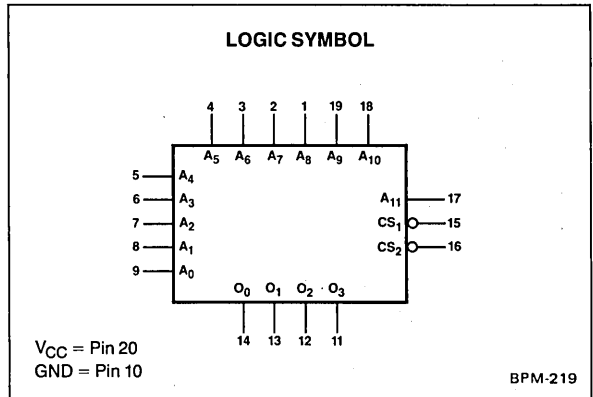 LOGIC SYMBOL
4 3 2 1 19 18
A5 A6 A7 A8 A9 A10
5 A4
6 A3
7 A2
8 A1
9 A0
A11 17
CS1 15
CS2 16
O0 O1 O2 O3
14 13 12 11
VCC = Pin 20
GND = Pin 10
BPM-219